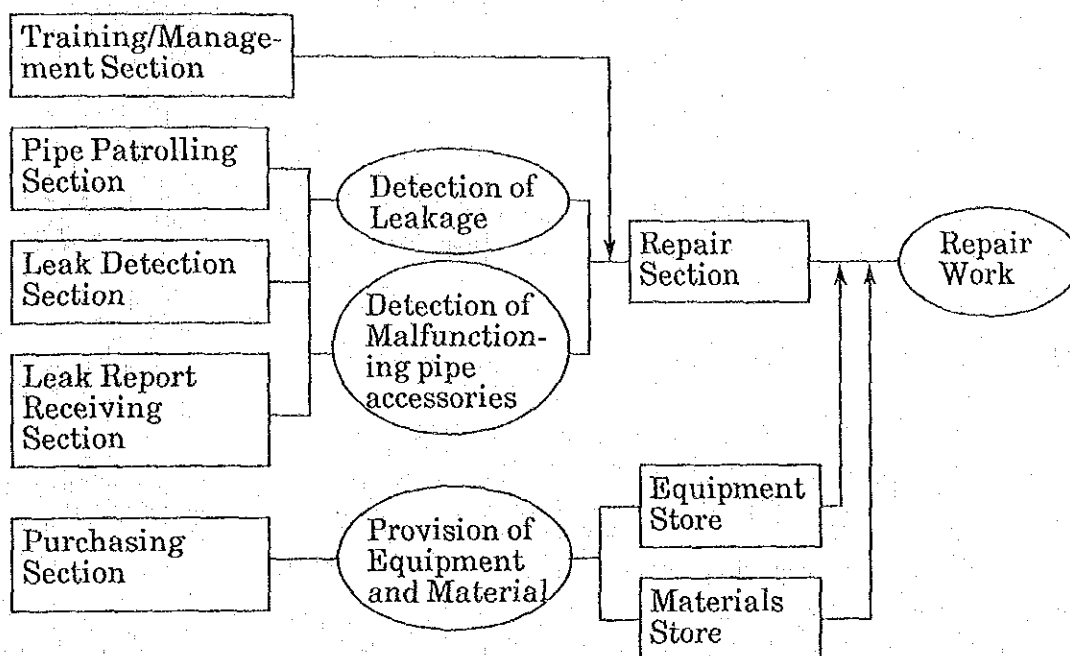 Training/Manage-
ment Section
Pipe Patrolling
Section
Leak Detection
Section
Leak Report
Receiving
Section
Purchasing
Section
Detection of
Leakage
Detection of
Malfunction-
ing pipe
accessories
Provision of
Equipment
and Material
Repair
Section
Equipment
Store
Materials
Store
Repair
Work